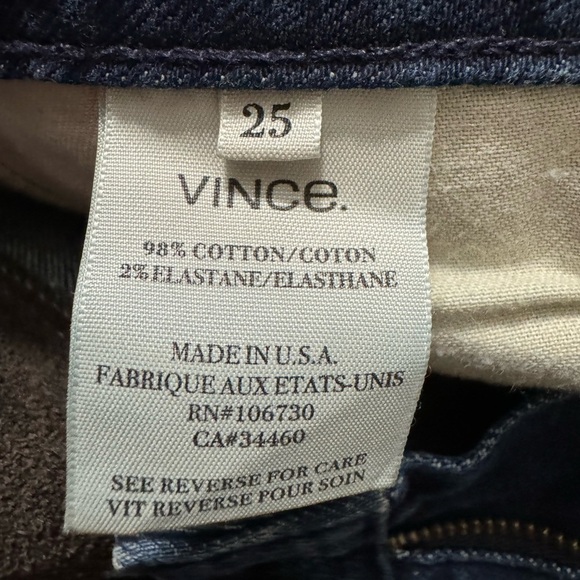 25
VINCe.
98% COTTON/COTON
2% ELASTANE/ELASTHANE
MADE IN U.S.A.
FABRIQUE AUX ETATS-UNIS
RN#106730
CA#34460
SEE REVERSE FOR CARE
VIT REVERSE POUR SOIN